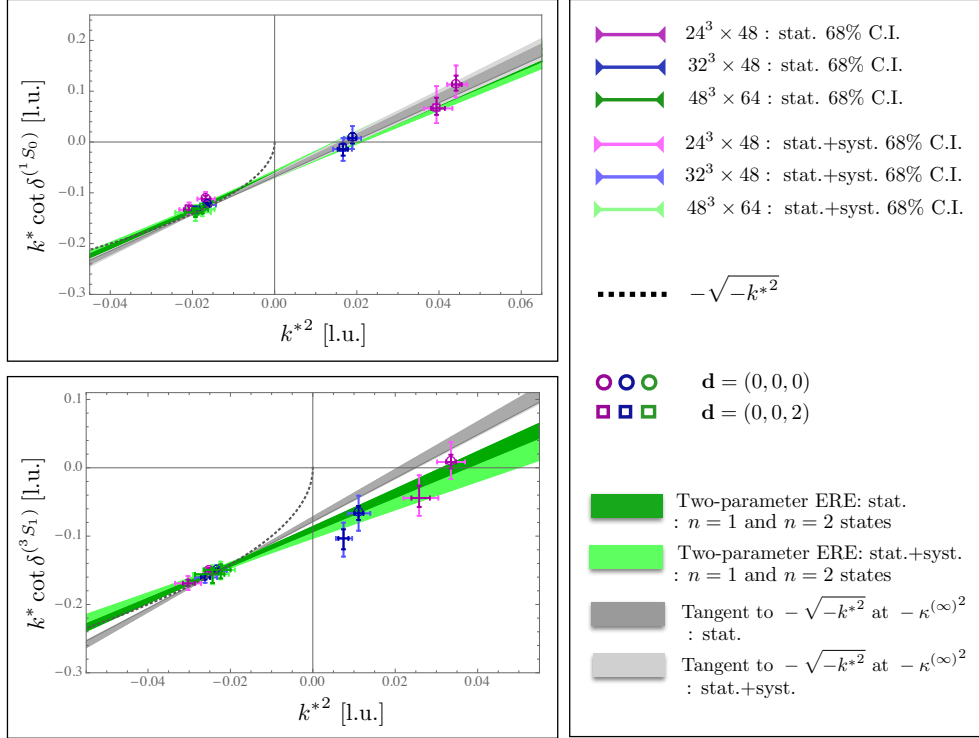 0.2
0.1
0.0
−0.1
−0.2
−0.3
−0.04
−0.02
0.00
0.02
0.04
0.06
k* cot δ^(¹S₀) [l.u.]
k*² [l.u.]
0.1
0.0
−0.1
−0.2
−0.3
−0.04
−0.02
0.00
0.02
0.04
k* cot δ^(³S₁) [l.u.]
k*² [l.u.]
24³ × 48 : stat. 68% C.I.
32³ × 48 : stat. 68% C.I.
48³ × 64 : stat. 68% C.I.
24³ × 48 : stat.+syst. 68% C.I.
32³ × 48 : stat.+syst. 68% C.I.
48³ × 64 : stat.+syst. 68% C.I.
−√(−k*²)
d = (0, 0, 0)
d = (0, 0, 2)
Two-parameter ERE: stat.
: n = 1 and n = 2 states
Two-parameter ERE: stat.+syst.
: n = 1 and n = 2 states
Tangent to −√(−k*²) at −κ^(∞)²
: stat.
Tangent to −√(−k*²) at −κ^(∞)²
: stat.+syst.